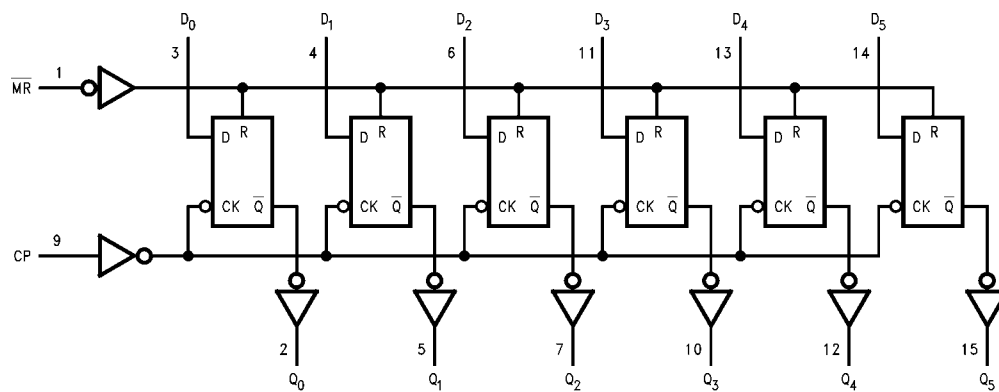 D₀ D₁ D₂ D₃ D₄ D₅
3 4 6 11 13 14
M̅R̅ 1
R R R R R R
D D D D D D
CK Q̅ CK Q̅ CK Q̅ CK Q̅ CK Q̅ CK Q̅
CP 9
2 5 7 10 12 15
Q₀ Q₁ Q₂ Q₃ Q₄ Q₅